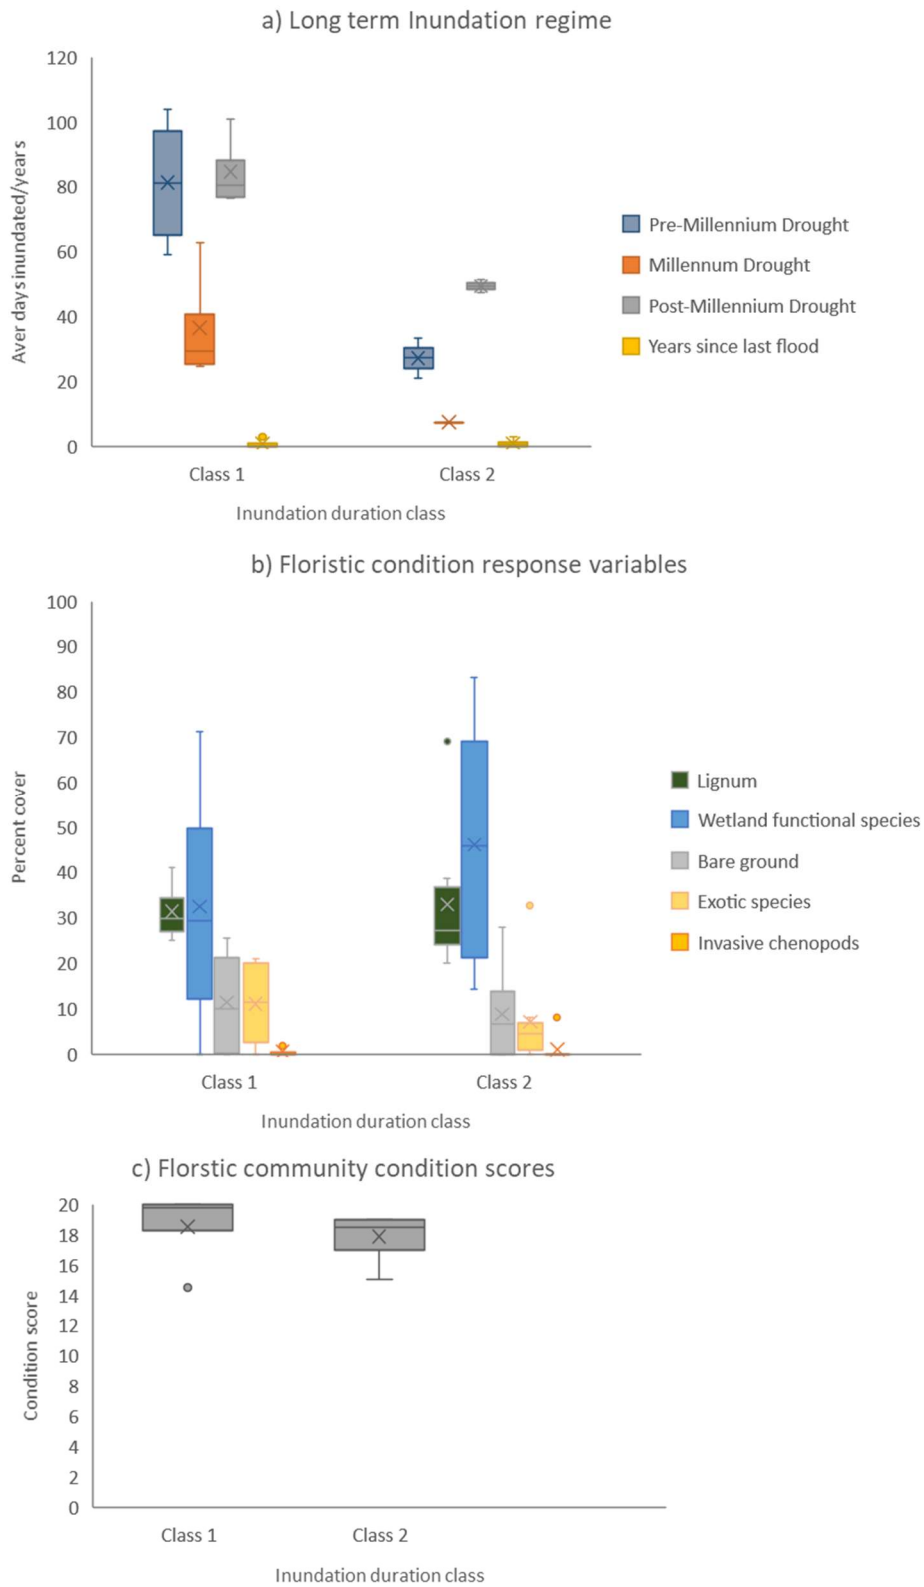 a) Long term Inundation regime
120
100
80
60
40
20
0
Aver days inundated/years
Class 1
Class 2
Inundation duration class
Pre-Millennium Drought
Millennum Drought
Post-Millennium Drought
Years since last flood
b) Floristic condition response variables
100
90
80
70
60
50
40
30
20
10
0
Percent cover
Class 1
Class 2
Inundation duration class
Lignum
Wetland functional species
Bare ground
Exotic species
Invasive chenopods
c) Florstic community condition scores
20
18
16
14
12
10
8
6
4
2
0
Condition score
Class 1
Class 2
Inundation duration class